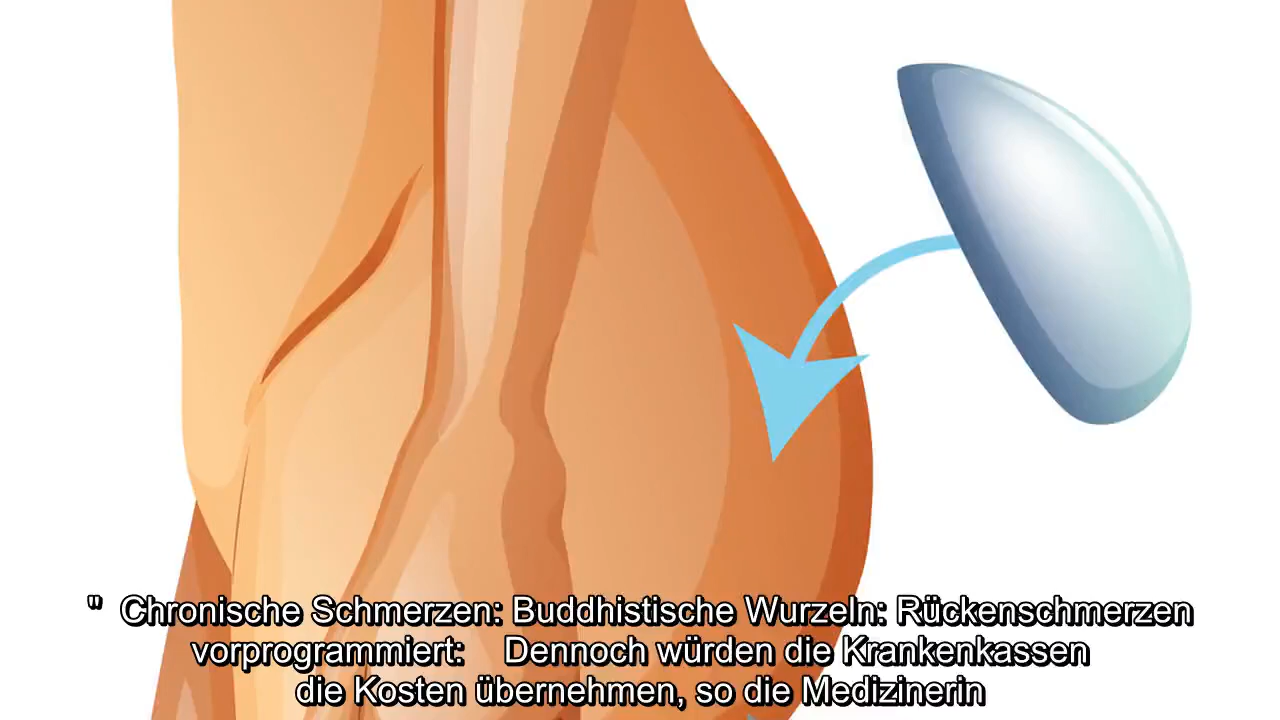 "  Chronische Schmerzen: Buddhistische Wurzeln: Rückenschmerzen
vorprogrammiert:    Dennoch würden die Krankenkassen
die Kosten übernehmen, so die Medizinerin